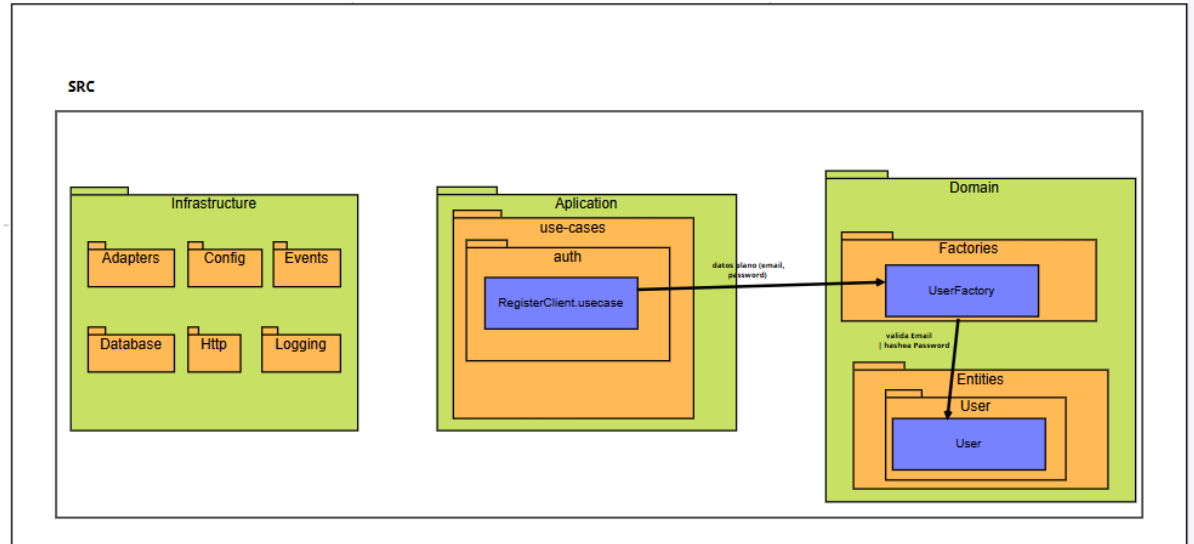 SRC
Infrastructure
Adapters
Config
Events
Database
Http
Logging
Aplication
use-cases
auth
RegisterClient.usecase
datos plano (email,
password)
Domain
Factories
UserFactory
valida Email
| hashea Password
Entities
User
User